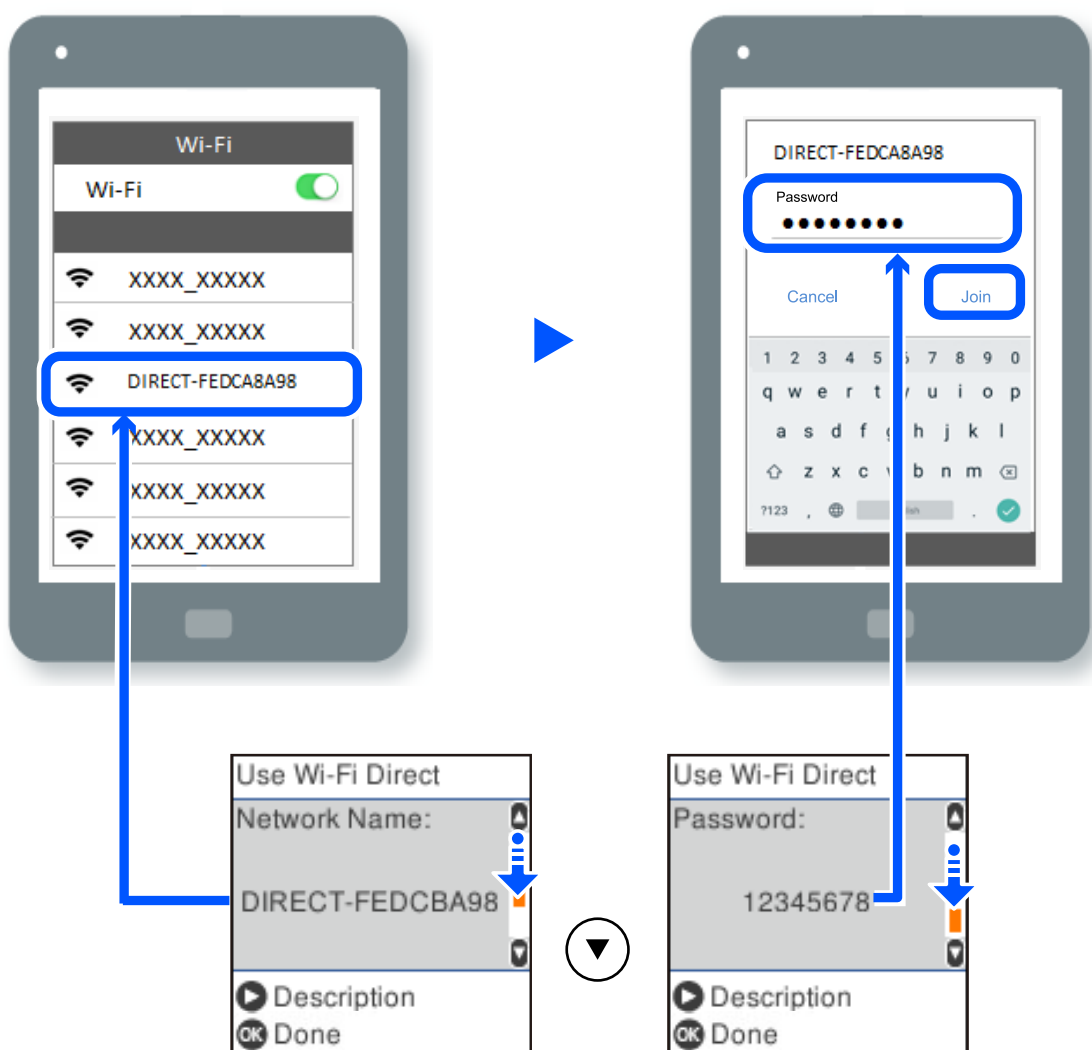 Wi-Fi
Wi-Fi
XXXX_XXXXX
XXXX_XXXXX
DIRECT-FEDCA8A98
XXXX_XXXXX
XXXX_XXXXX
XXXX_XXXXX
DIRECT-FEDCA8A98
Password
●●●●●●●●
Cancel
Join
1 2 3 4 5 7 8 9 0
q w e r t u i o p
a s d f h j k l
z x c b n m
?123 , .
Use Wi-Fi Direct
Network Name:
DIRECT-FEDCBA98
Description
OK Done
Use Wi-Fi Direct
Password:
12345678
Description
OK Done